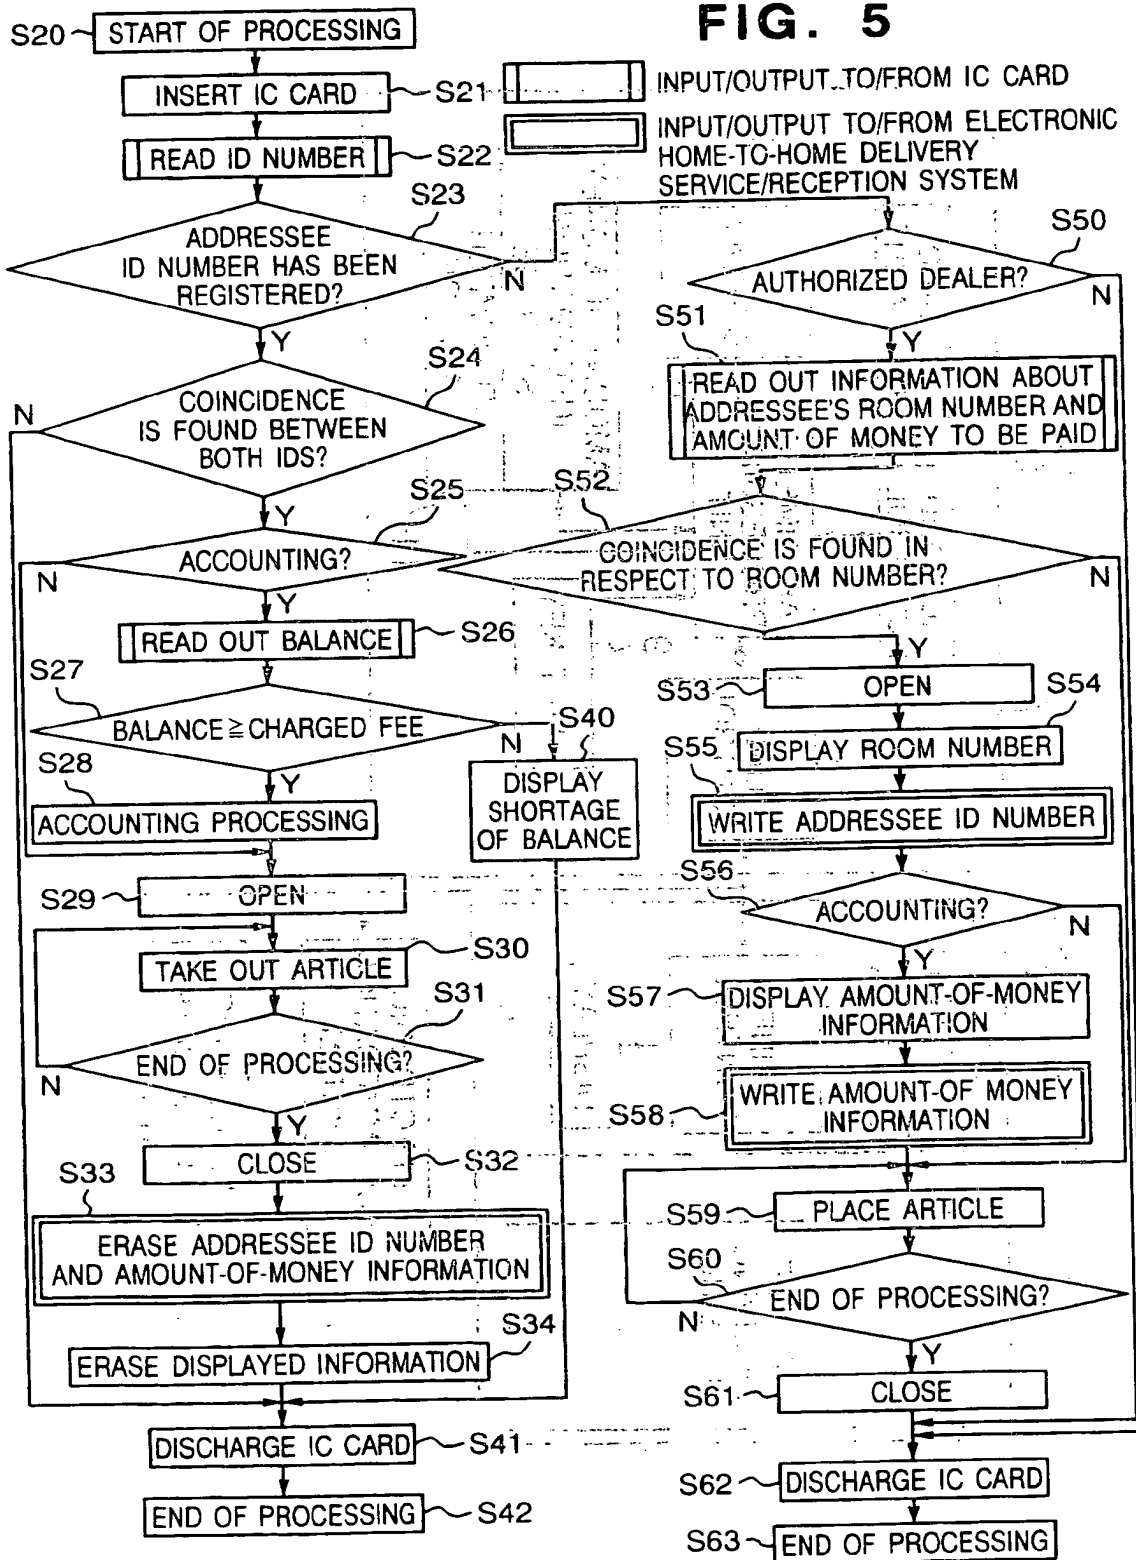 FIG. 5
S20
START OF PROCESSING
INSERT IC CARD
S21
READ ID NUMBER
S22
INPUT/OUTPUT TO/FROM IC CARD
INPUT/OUTPUT TO/FROM ELECTRONIC
HOME-TO-HOME DELIVERY
SERVICE/RECEPTION SYSTEM
S23
ADDRESSEE
ID NUMBER HAS BEEN
REGISTERED?
N
Y
S24
COINCIDENCE
IS FOUND BETWEEN
BOTH IDS?
N
Y
S25
ACCOUNTING?
N
Y
READ OUT BALANCE
S26
S27
BALANCE ≧ CHARGED FEE
N
Y
S40
DISPLAY
SHORTAGE
OF BALANCE
S28
ACCOUNTING PROCESSING
S29
OPEN
S30
TAKE OUT ARTICLE
S31
END OF PROCESSING?
N
Y
CLOSE
S32
S33
ERASE ADDRESSEE ID NUMBER
AND AMOUNT-OF-MONEY INFORMATION
S34
ERASE DISPLAYED INFORMATION
DISCHARGE IC CARD
S41
END OF PROCESSING
S42
S50
AUTHORIZED DEALER?
N
Y
S51
READ OUT INFORMATION ABOUT
ADDRESSEE'S ROOM NUMBER AND
AMOUNT OF MONEY TO BE PAID
S52
COINCIDENCE IS FOUND IN
RESPECT TO ROOM NUMBER?
N
Y
S53
OPEN
S54
DISPLAY ROOM NUMBER
S55
WRITE ADDRESSEE ID NUMBER
S56
ACCOUNTING?
N
Y
S57
DISPLAY AMOUNT-OF-MONEY
INFORMATION
S58
WRITE AMOUNT-OF MONEY
INFORMATION
S59
PLACE ARTICLE
S60
END OF PROCESSING?
N
Y
S61
CLOSE
S62
DISCHARGE IC CARD
S63
END OF PROCESSING